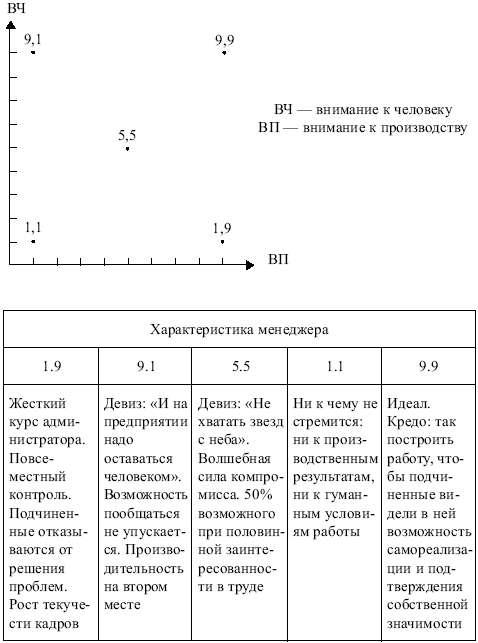 ВЧ
9,1
9,9
ВЧ — внимание к человеку
ВП — внимание к производству
5,5
1,1
1,9
ВП
Характеристика менеджера
1.9
9.1
5.5
1.1
9.9
Жесткий
курс адми-
нистратора.
Повсе-
местный
контроль.
Подчинен-
ные отказы-
ваются от
решения
проблем.
Рост текуче-
сти кадров
Девиз: «И на
предприятии
надо
оставаться
человеком».
Возможность
пообщаться
не упускает-
ся. Произво-
дительность
на втором
месте
Девиз: «Не
хватать звезд
с неба».
Волшебная
сила компро-
мисса. 50%
возможного
при половин-
ной заинте-
ресованнос-
ти в труде
Ни к чему не
стремится:
ни к произ-
водственным
результатам,
ни к гуман-
ным услови-
ям работы
Идеал.
Кредо: так
построить
работу, что-
бы подчи-
ненные ви-
дели в ней
возможность
самореализа-
ции и под-
тверждения
собственной
значимости